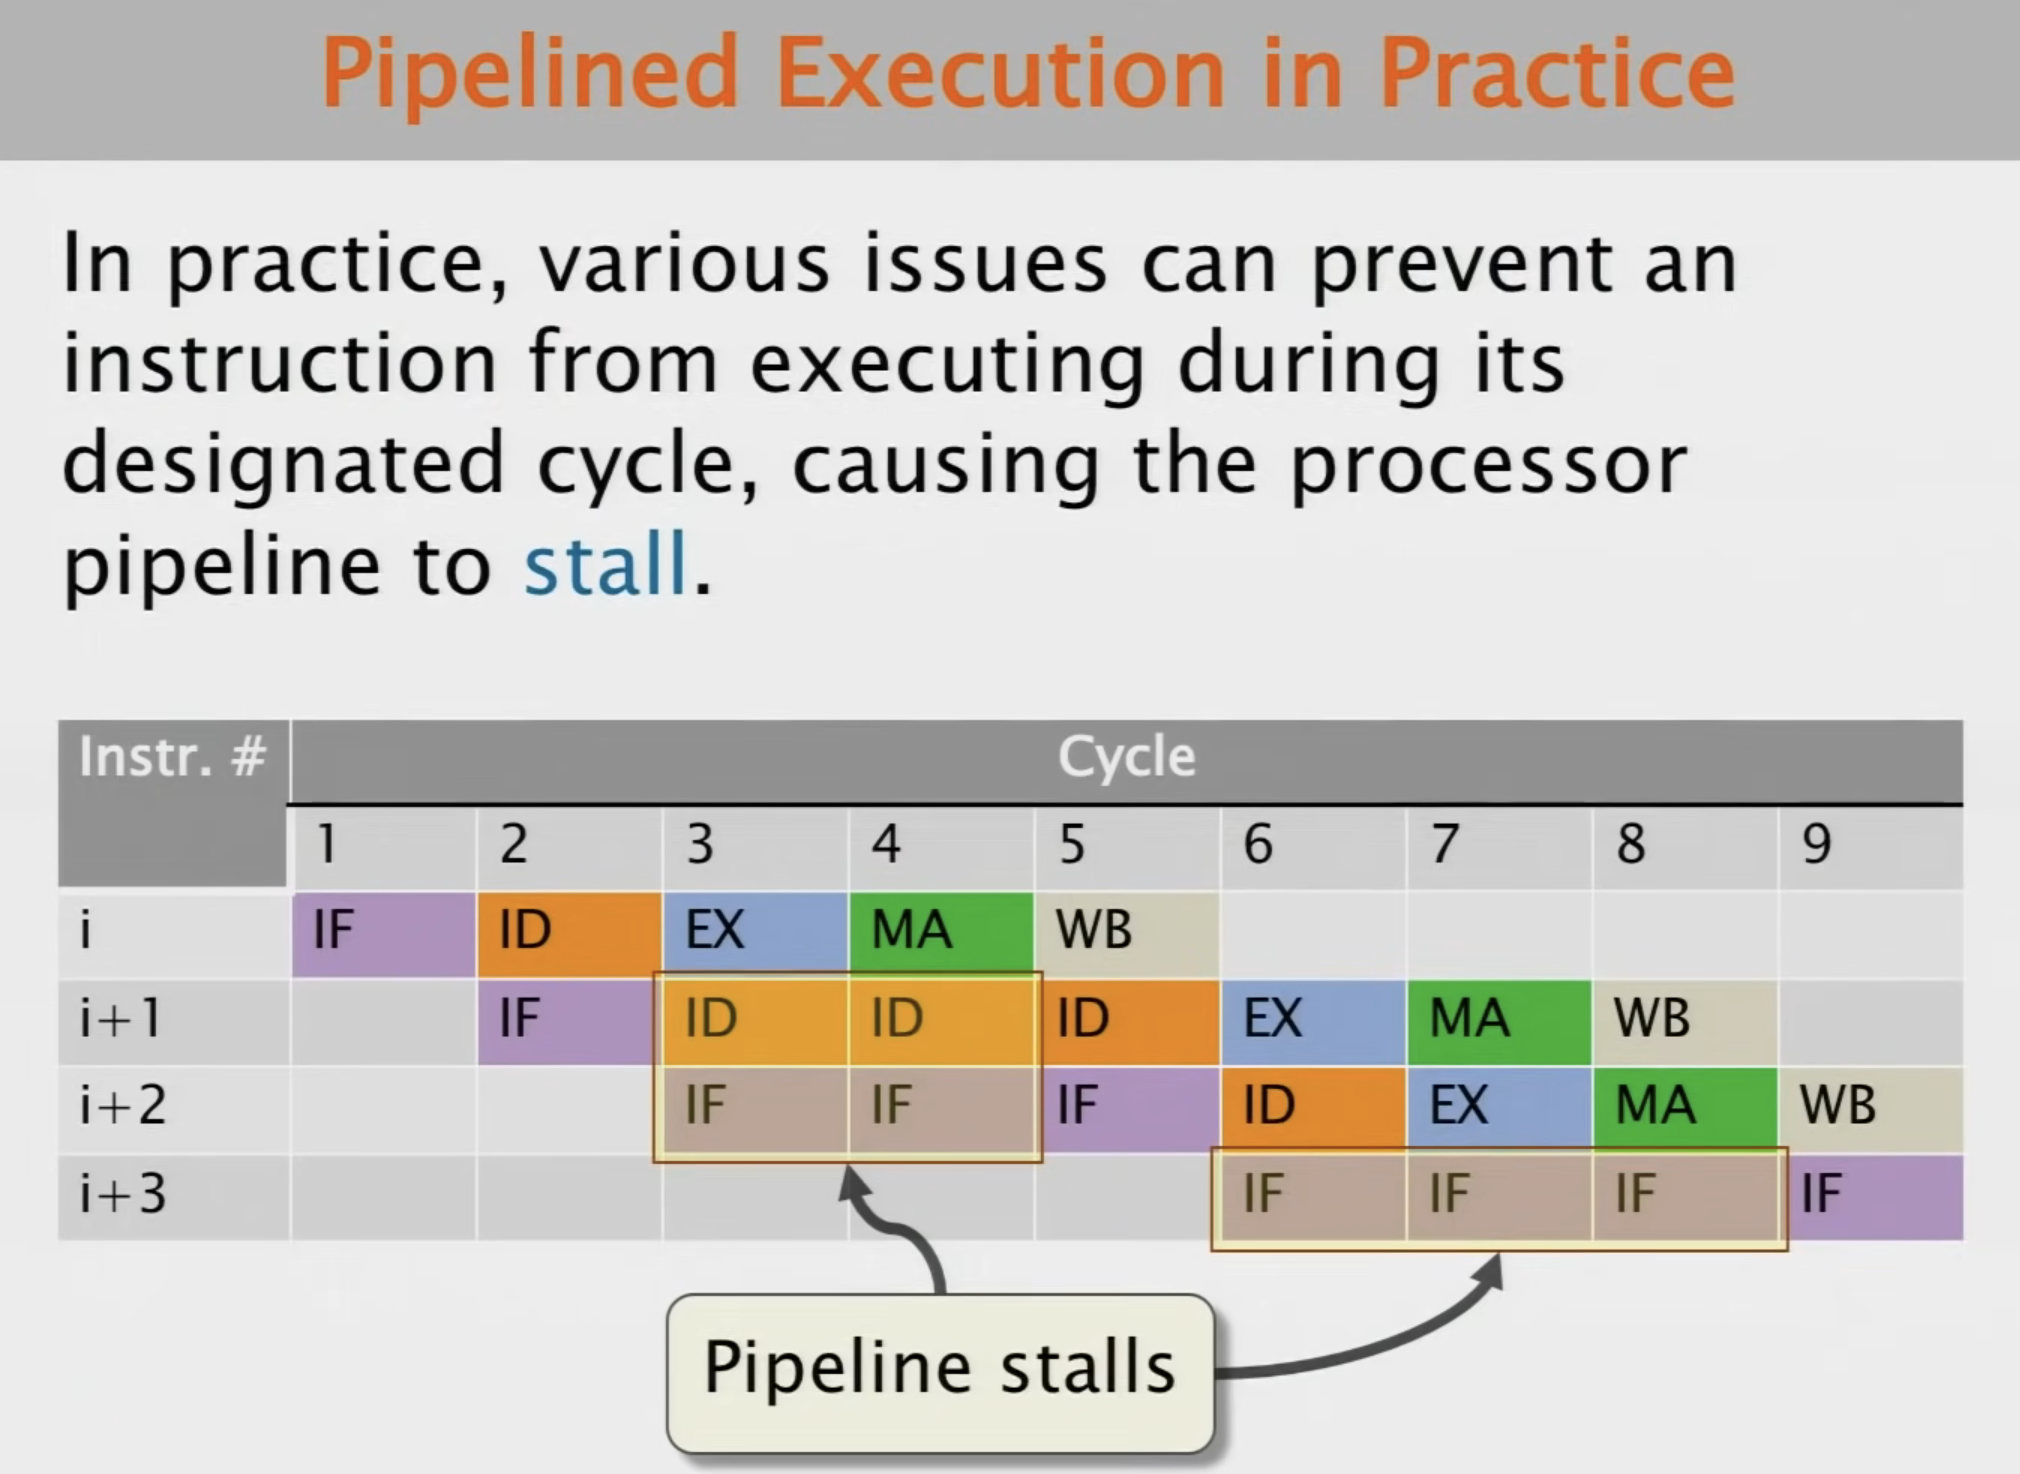 Pipelined Execution in Practice
In practice, various issues can prevent an
instruction from executing during its
designated cycle, causing the processor
pipeline to stall.
Instr. # Cycle
1 2 3 4 5 6 7 8 9
i IF ID EX MA WB
i+1 IF ID ID ID EX MA WB
i+2 IF IF IF ID EX MA WB
i+3 IF IF IF IF
Pipeline stalls